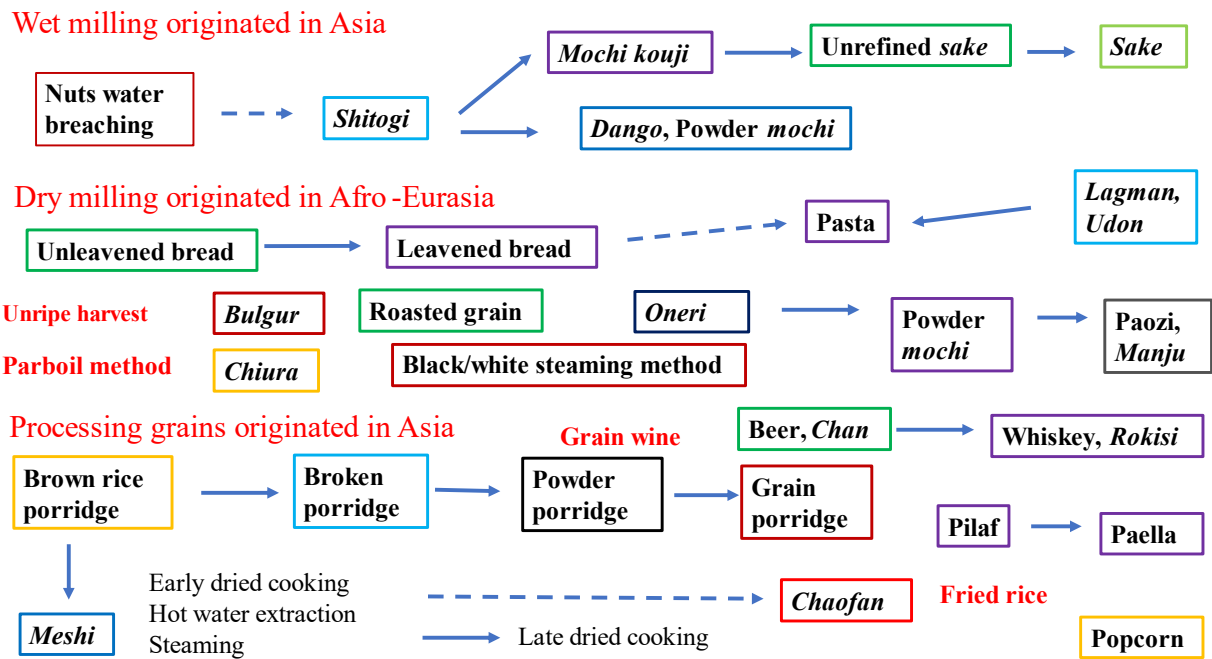 Wet milling originated in Asia
Nuts water
breaching
Shitogi
Mochi kouji
Unrefined sake
Sake
Dango, Powder mochi
Dry milling originated in Afro -Eurasia
Unleavened bread
Leavened bread
Pasta
Lagman,
Udon
Unripe harvest
Bulgur
Roasted grain
Oneri
Powder
mochi
Paozi,
Manju
Parboil method
Chiura
Black/white steaming method
Processing grains originated in Asia
Grain wine
Beer, Chan
Whiskey, Rokisi
Brown rice
porridge
Broken
porridge
Powder
porridge
Grain
porridge
Pilaf
Paella
Meshi
Early dried cooking
Hot water extraction
Steaming
Late dried cooking
Chaofan
Fried rice
Popcorn